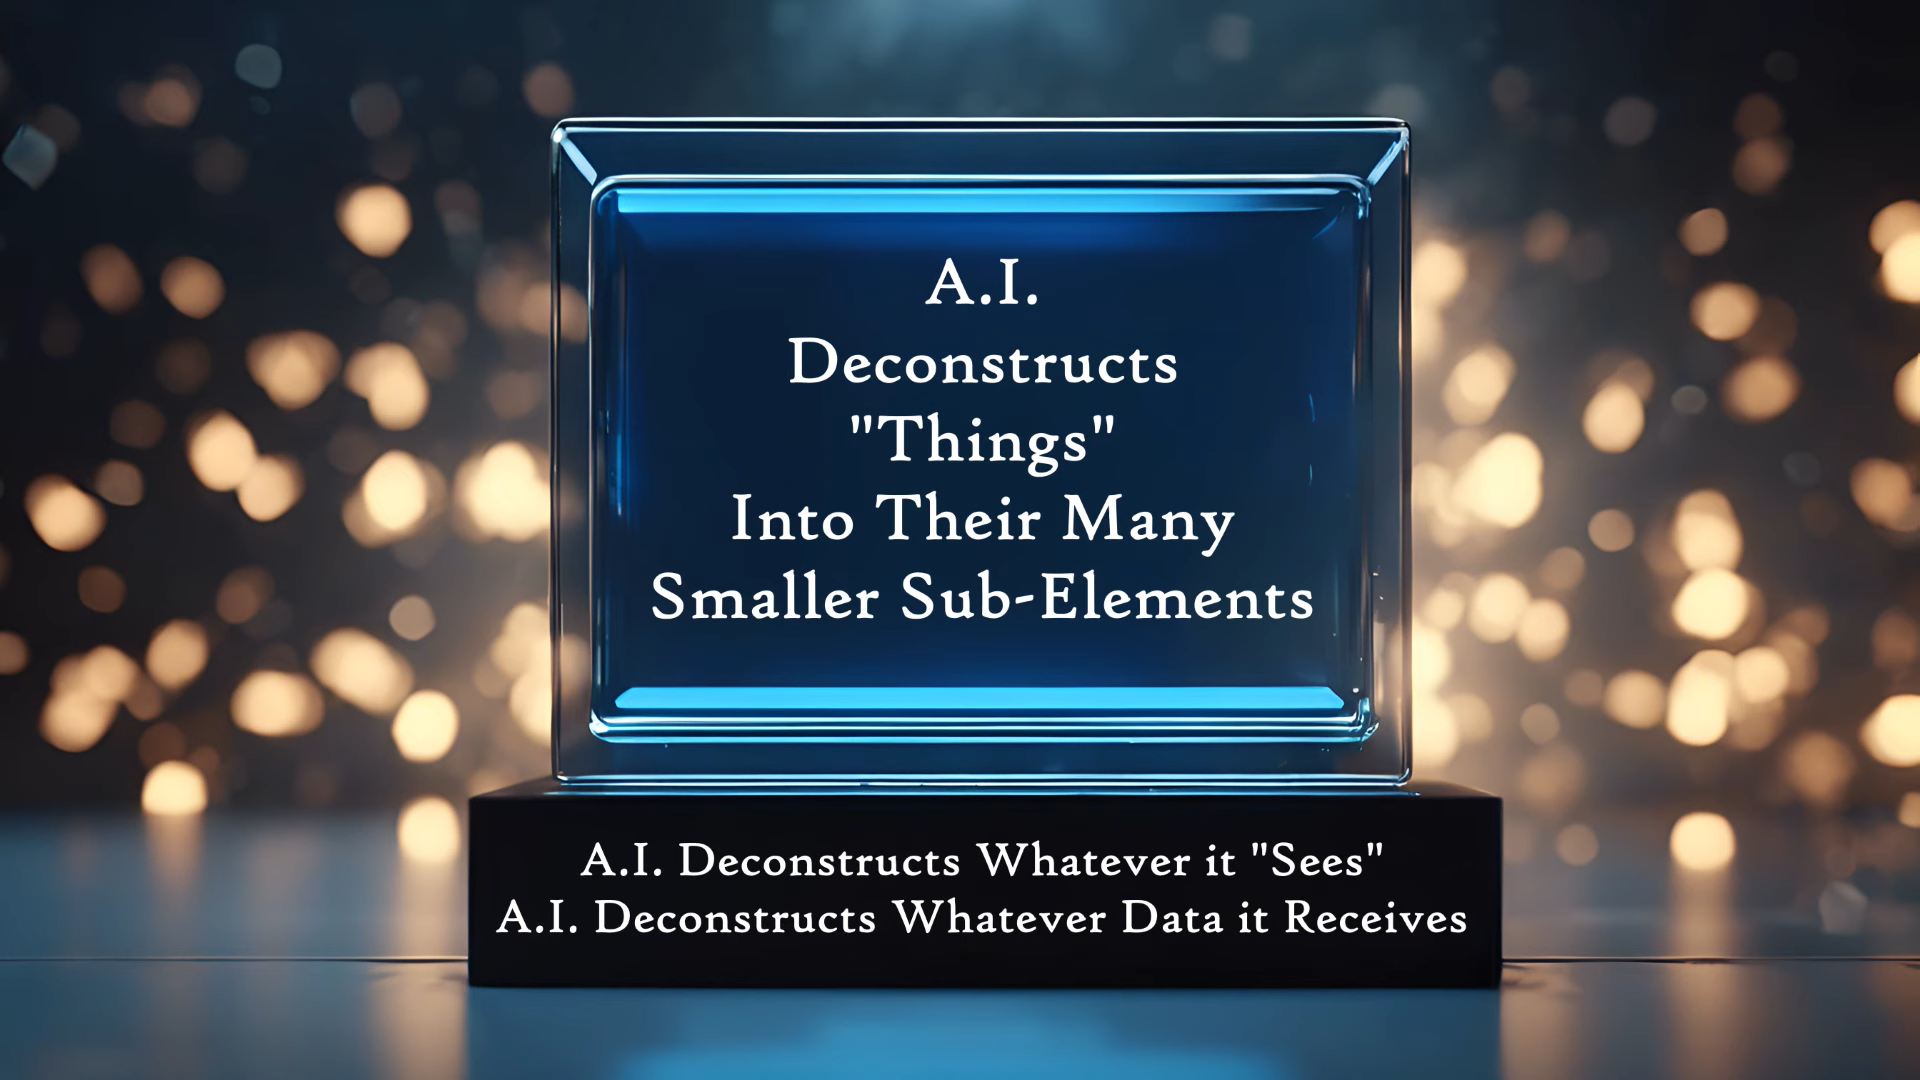 A.I.
Deconstructs
"Things"
Into Their Many
Smaller Sub-Elements
A.I. Deconstructs Whatever it "Sees"
A.I. Deconstructs Whatever Data it Receives